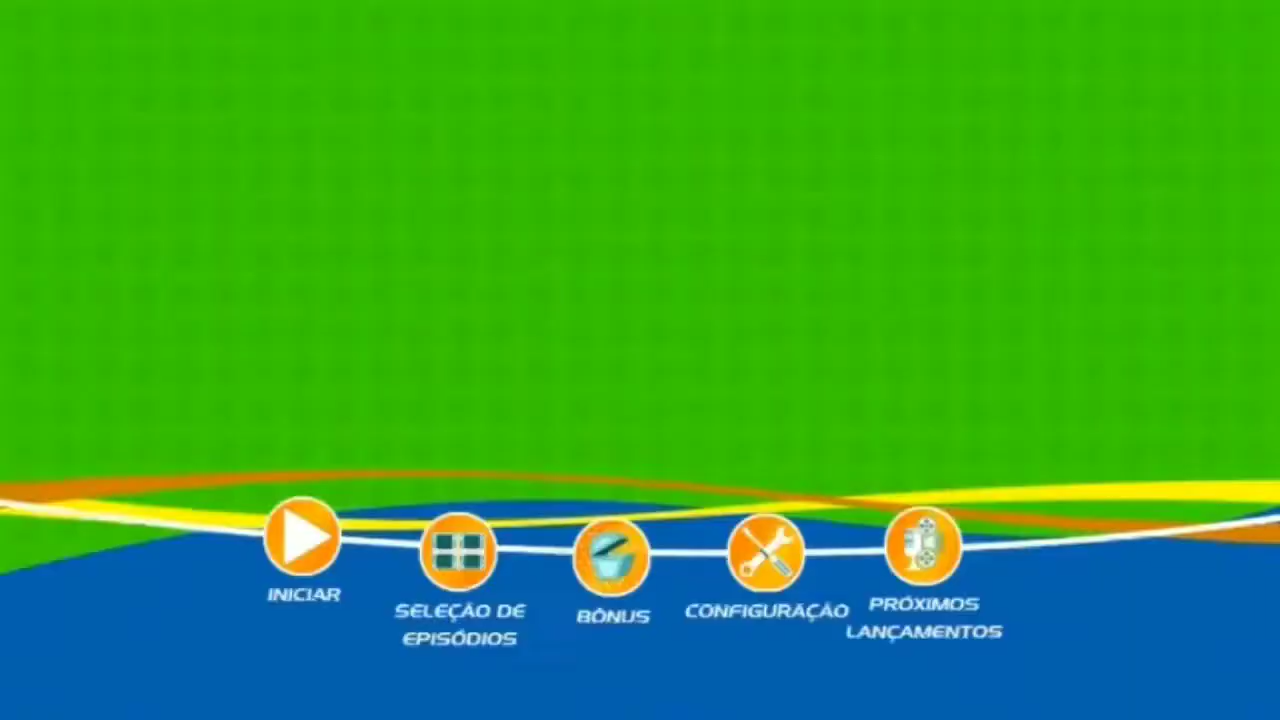 INICIAR
SELEÇÃO DE
EPISÓDIOS
BÔNUS
CONFIGURAÇÃO
PRÓXIMOS
LANÇAMENTOS